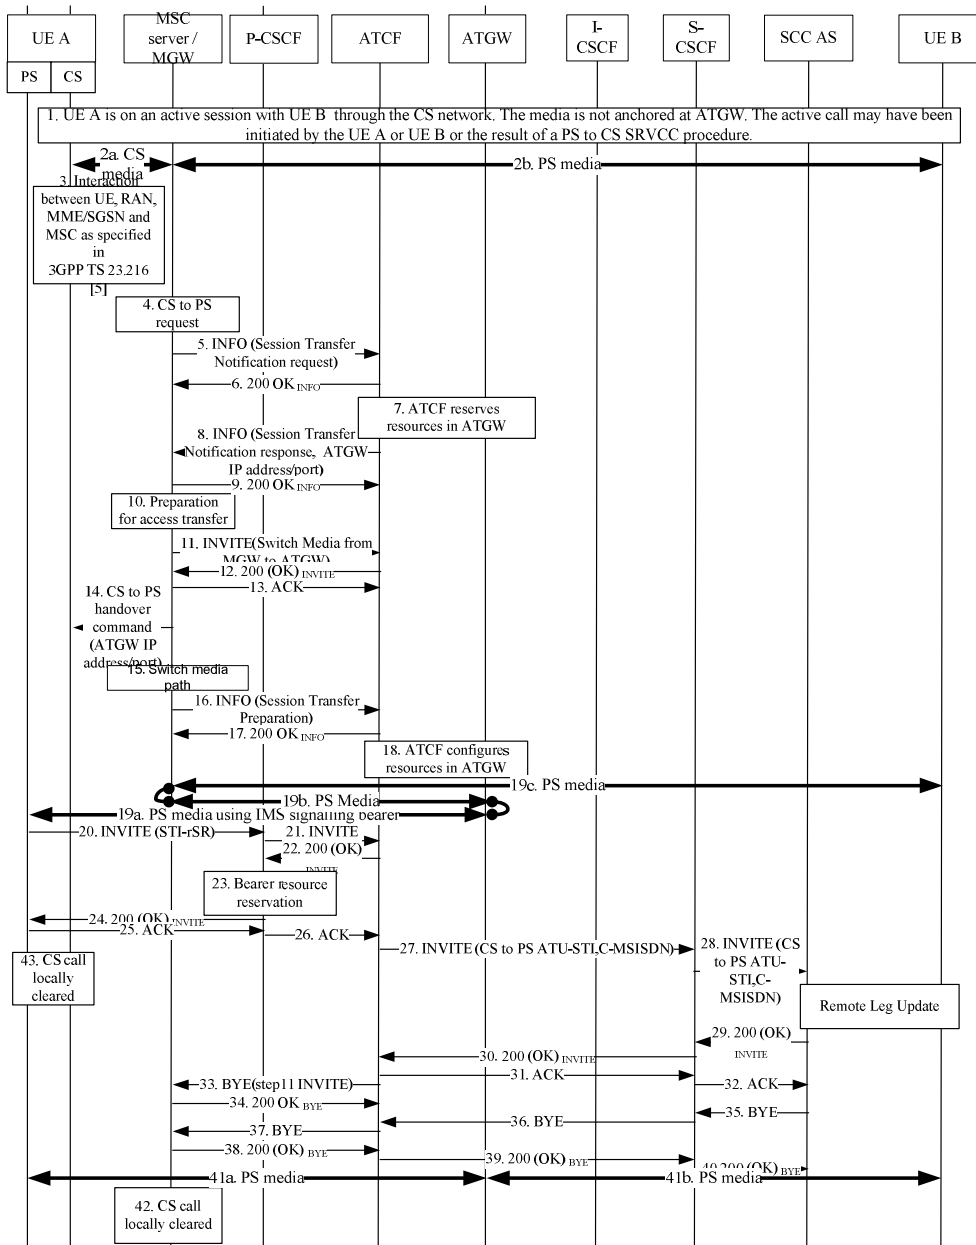 UE A
MSC
server /
MGW
P-CSCF
ATCF
ATGW
I-
CSCF
S-
CSCF
SCC AS
UE B
PS
CS
1. UE A is on an active session with UE B through the CS network. The media is not anchored at ATGW. The active call may have been
initiated by the UE A or UE B or the result of a PS to CS SRVCC procedure.
2a. CS
media
2b. PS media
3. Interaction
between UE, RAN,
MME/SGSN and
MSC as specified
in
3GPP TS 23.216
[5]
4. CS to PS
request
5. INFO (Session Transfer
Notification request)
6. 200 OK INFO
7. ATCF reserves
resources in ATGW
8. INFO (Session Transfer
Notification response, ATGW
IP address/port)
9. 200 OK INFO
10. Preparation
for access transfer
11. INVITE(Switch Media from
MGW to ATGW)
12. 200 (OK) INVITE
13. ACK
14. CS to PS
handover
command
(ATGW IP
address/port)
15. Switch media
path
16. INFO (Session Transfer
Preparation)
17. 200 OK INFO
18. ATCF configures
resources in ATGW
19c. PS media
19b. PS Media
19a. PS media using IMS signalling bearer
20. INVITE (STI-rSR)
21. INVITE
22. 200 (OK)
INVITE
23. Bearer resource
reservation
24. 200 (OK) INVITE
25. ACK
26. ACK
27. INVITE (CS to PS ATU-STI,C-MSISDN)
28. INVITE (CS
to PS ATU-
STI,C-
MSISDN)
43. CS call
locally
cleared
Remote Leg Update
29. 200 (OK)
INVITE
30. 200 (OK) INVITE
31. ACK
32. ACK
33. BYE(step11 INVITE)
34. 200 OK BYE
35. BYE
36. BYE
37. BYE
38. 200 (OK) BYE
39. 200 (OK) BYE
40 200 (OK) BYE
41a. PS media
41b. PS media
42. CS call
locally cleared